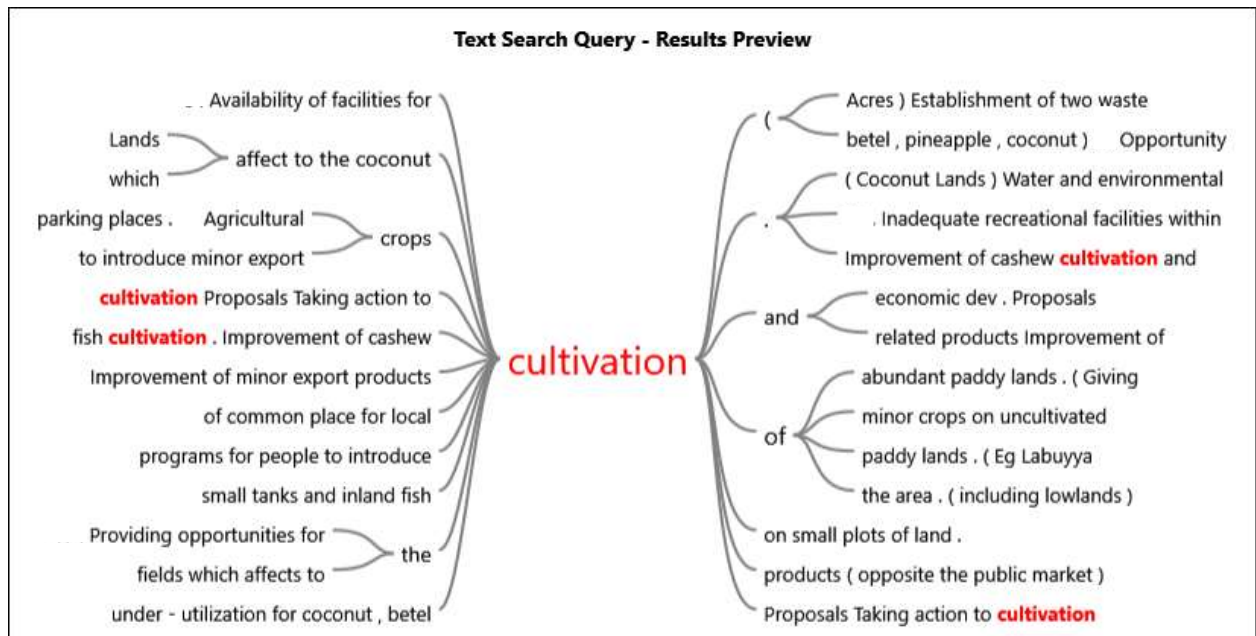 Text Search Query - Results Preview
. Availability of facilities for
Lands
which
affect to the coconut
parking places . Agricultural
to introduce minor export
crops
cultivation Proposals Taking action to
fish cultivation . Improvement of cashew
Improvement of minor export products
of common place for local
programs for people to introduce
small tanks and inland fish
Providing opportunities for
fields which affects to
the
under - utilization for coconut , betel
cultivation
(
Acres ) Establishment of two waste
betel , pineapple , coconut ) Opportunity
.
( Coconut Lands ) Water and environmental
. Inadequate recreational facilities within
Improvement of cashew cultivation and
and
economic dev . Proposals
related products Improvement of
of
abundant paddy lands . ( Giving
minor crops on uncultivated
paddy lands . ( Eg Labuyya
the area . ( including lowlands )
on small plots of land .
products ( opposite the public market )
Proposals Taking action to cultivation